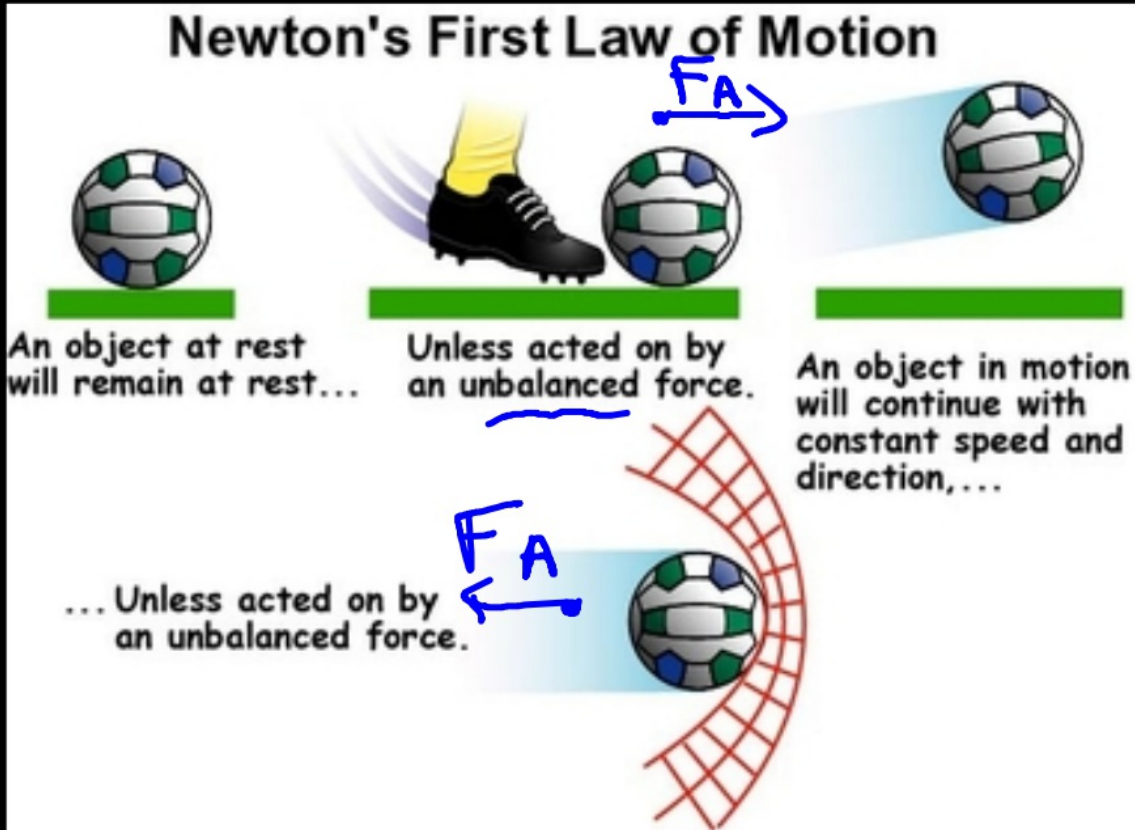 Newton's First Law of Motion
FA
An object at rest
will remain at rest...
Unless acted on by
an unbalanced force.
An object in motion
will continue with
constant speed and
direction,...
FA
... Unless acted on by
an unbalanced force.